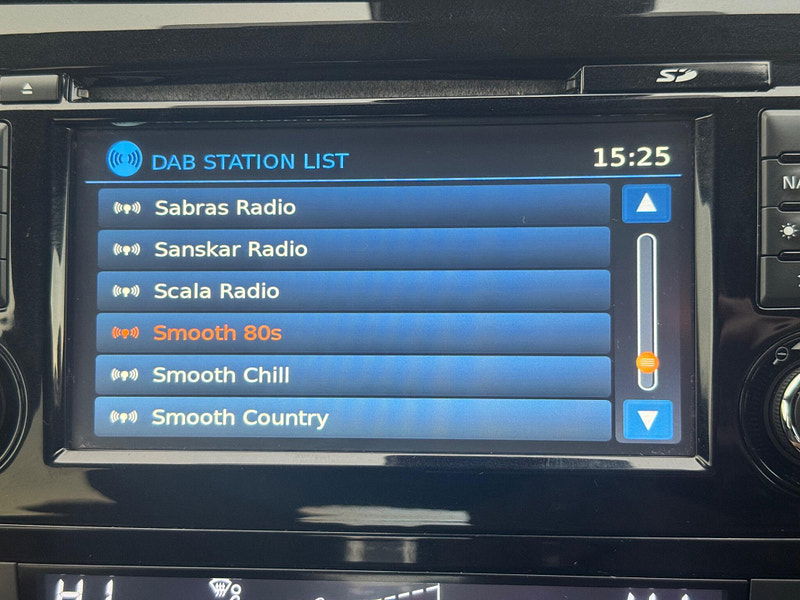 SD
DAB STATION LIST
15:25
Sabras Radio
Sanskar Radio
Scala Radio
Smooth 80s
Smooth Chill
Smooth Country